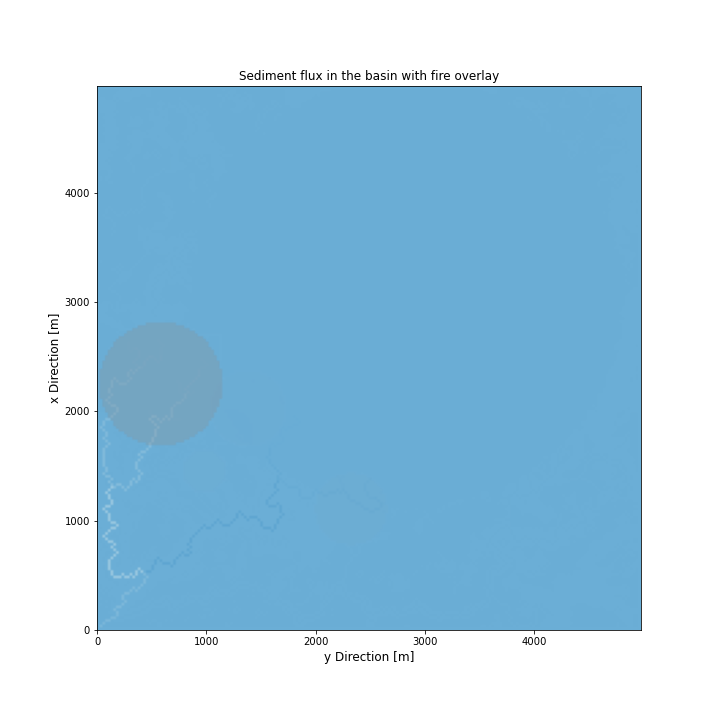 Sediment flux in the basin with fire overlay
x Direction [m]
4000
3000
2000
1000
0
0 1000 2000 3000 4000
y Direction [m]